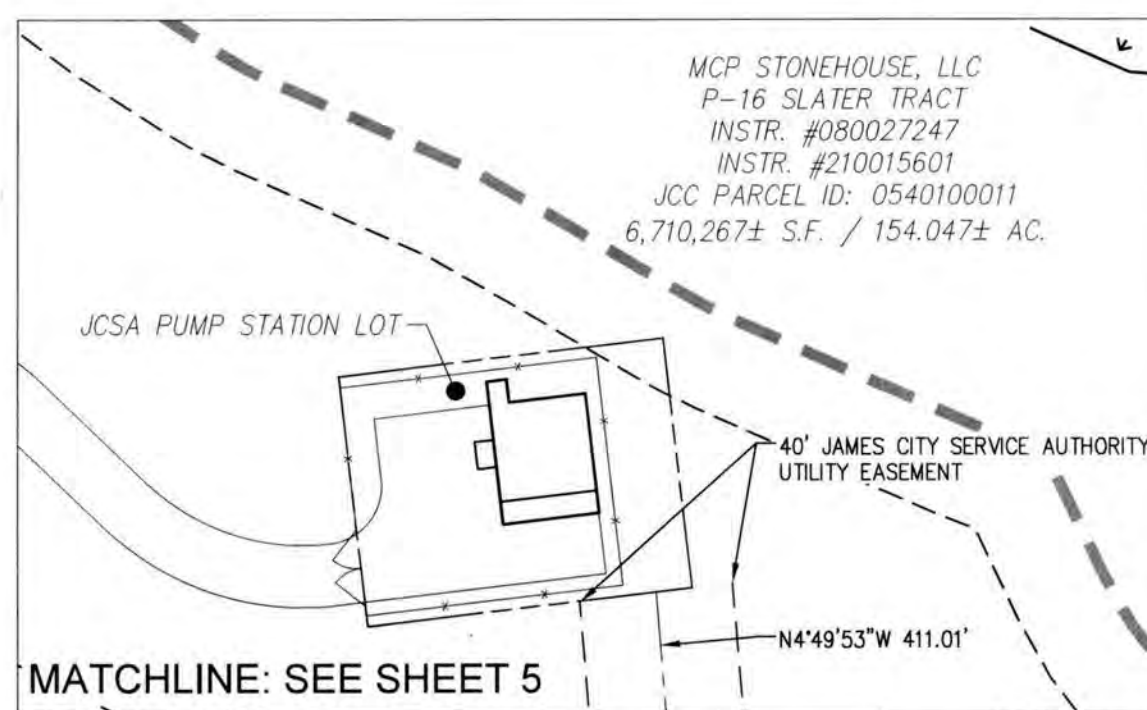 MCP STONEHOUSE, LLC
P-16 SLATER TRACT
INSTR. #080027247
INSTR. #210015601
JCC PARCEL ID: 0540100011
6,710,267± S.F. / 154.047± AC.
JCSA PUMP STATION LOT
40' JAMES CITY SERVICE AUTHORITY
UTILITY EASEMENT
N4°49'53"W 411.01'
MATCHLINE: SEE SHEET 5